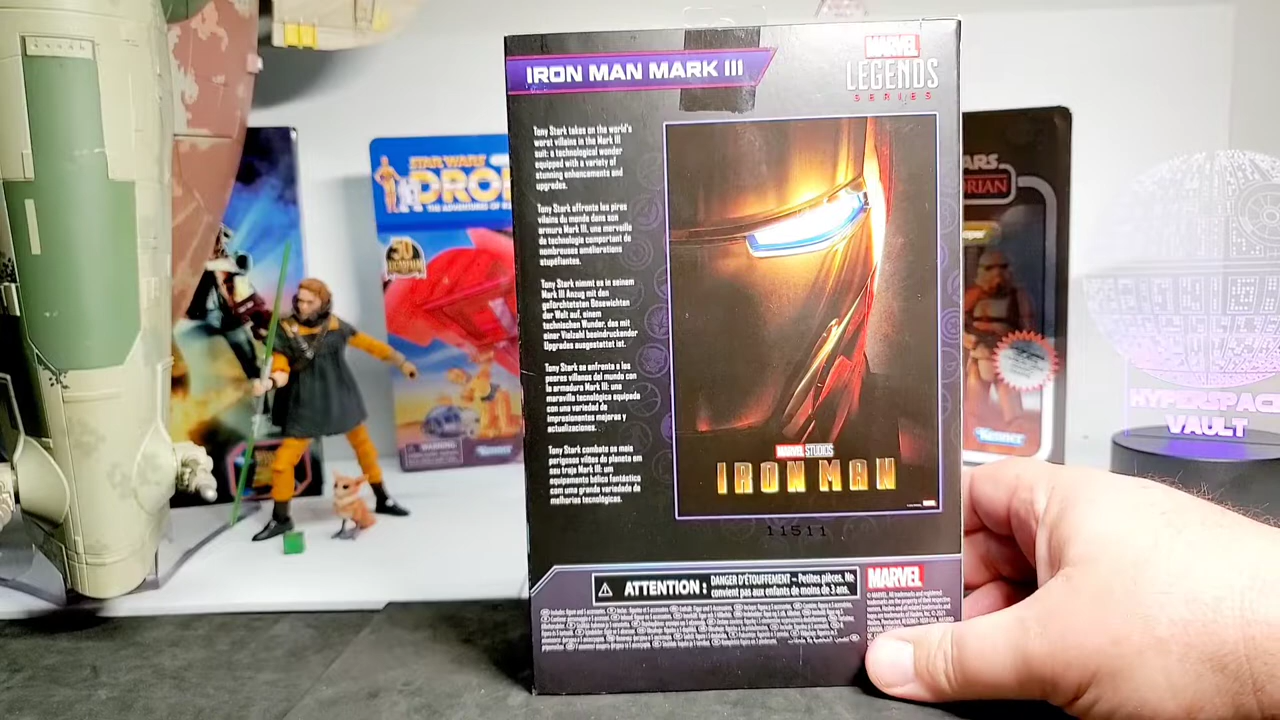 IRON MAN MARK III
MARVEL
LEGENDS
SERIES
Tony Stark takes on the world's
worst villains in the Mark III
suit: a technological wonder
equipped with a variety of
stunning enhancements and
upgrades.
Tony Stark affronte les pires
vilains du monde dans son
armure Mark III, une merveille
de technologie comportant de
nombreuses améliorations
stupéfiantes.
Tony Stark nimmt es in seinem
Mark III Anzug mit den
gefürchtetsten Bösewichten
der Welt auf, einem
technischen Wunder, das mit
einer Vielzahl beeindruckender
Upgrades ausgestattet ist.
Tony Stark se enfrenta a los
peores villanos del mundo con
la armadura Mark III: una
maravilla tecnológica equipada
con una variedad de
impresionantes mejoras y
actualizaciones.
Tony Stark combate os mais
perigosos vilões do planeta em
seu traje Mark III: um
equipamento bélico fantástico
com uma grande variedade de
melhorias tecnológicas.
MARVEL STUDIOS
IRON MAN
11511
ATTENTION :
DANGER D'ÉTOUFFEMENT – Petites pièces. Ne
convient pas aux enfants de moins de 3 ans.
MARVEL
STAR WARS
DRO
THE ADVENTURES OF R
50
LUCASFILM
WARNING:
Kenner
ARS
ORIAN
Kenner
HYPERSPACE
VAULT